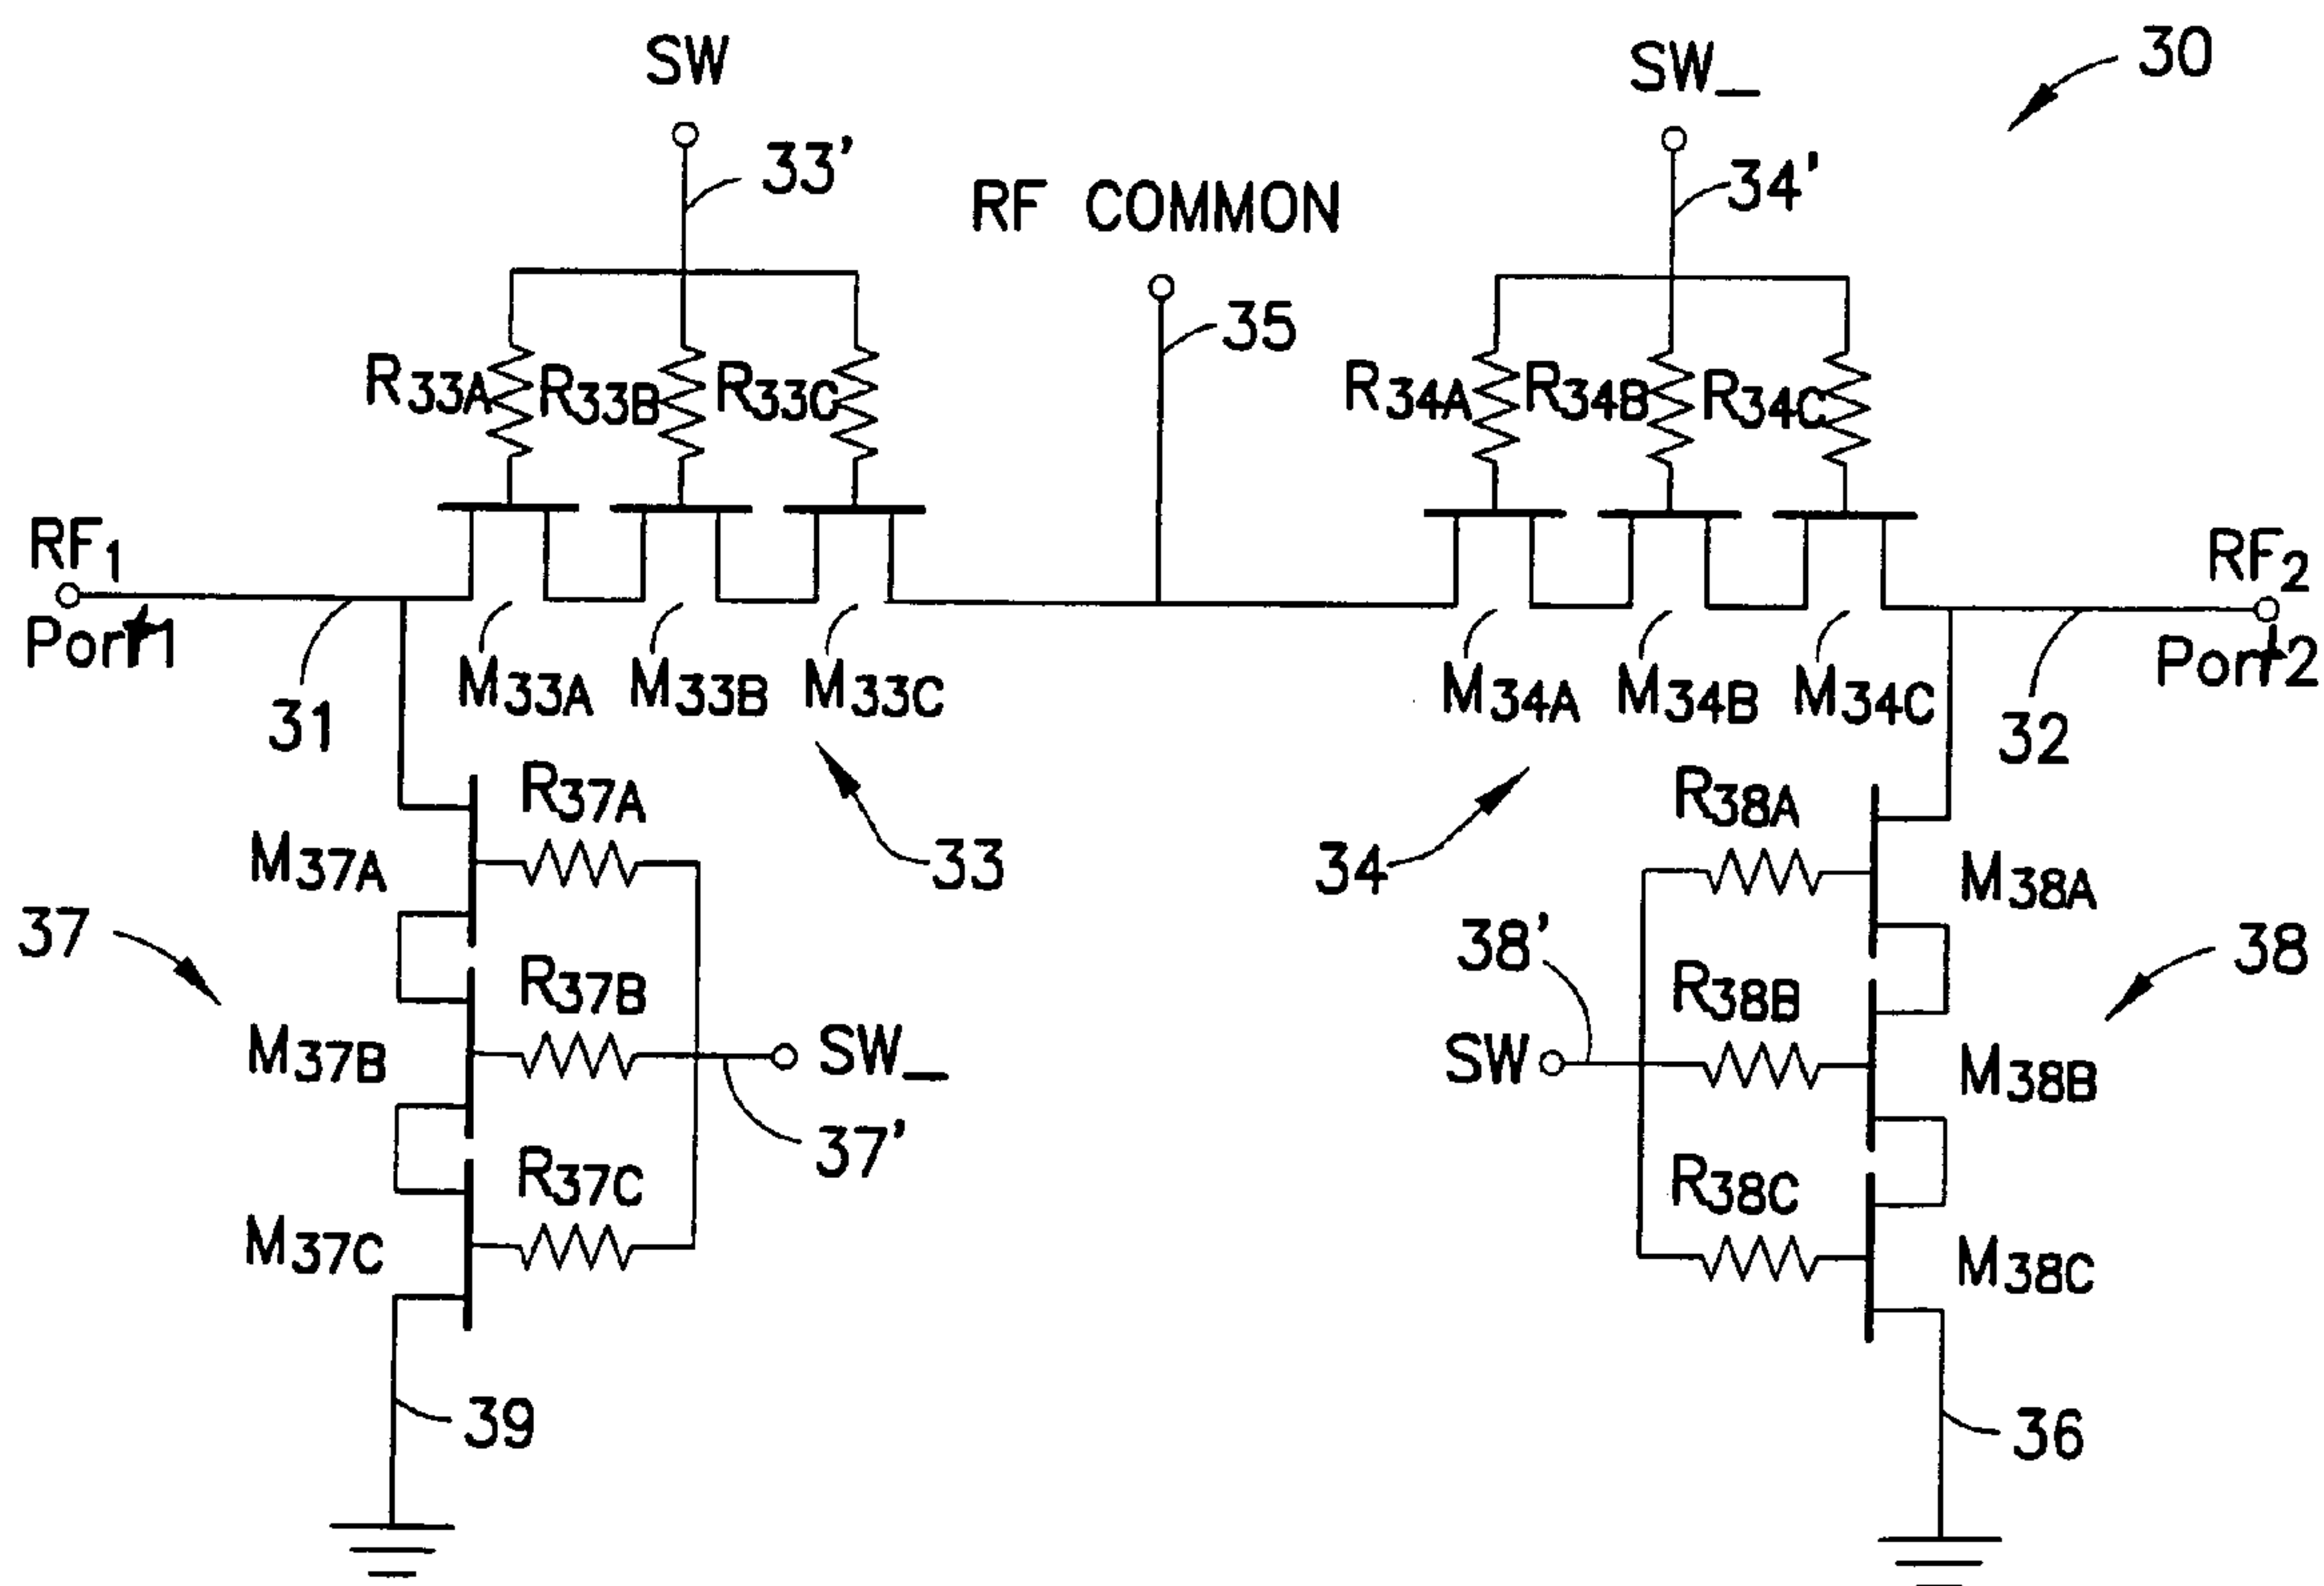 SW
SW_
30
33'
34'
RF COMMON
35
R33A
R33B
R33C
R34A
R34B
R34C
RF1
Port1
RF2
Port2
31
M33A
M33B
M33C
M34A
M34B
M34C
32
33
34
R37A
M37A
37
R37B
M37B
SW_
37'
R37C
M37C
39
R38A
M38A
38'
38
R38B
SW
M38B
R38C
M38C
36